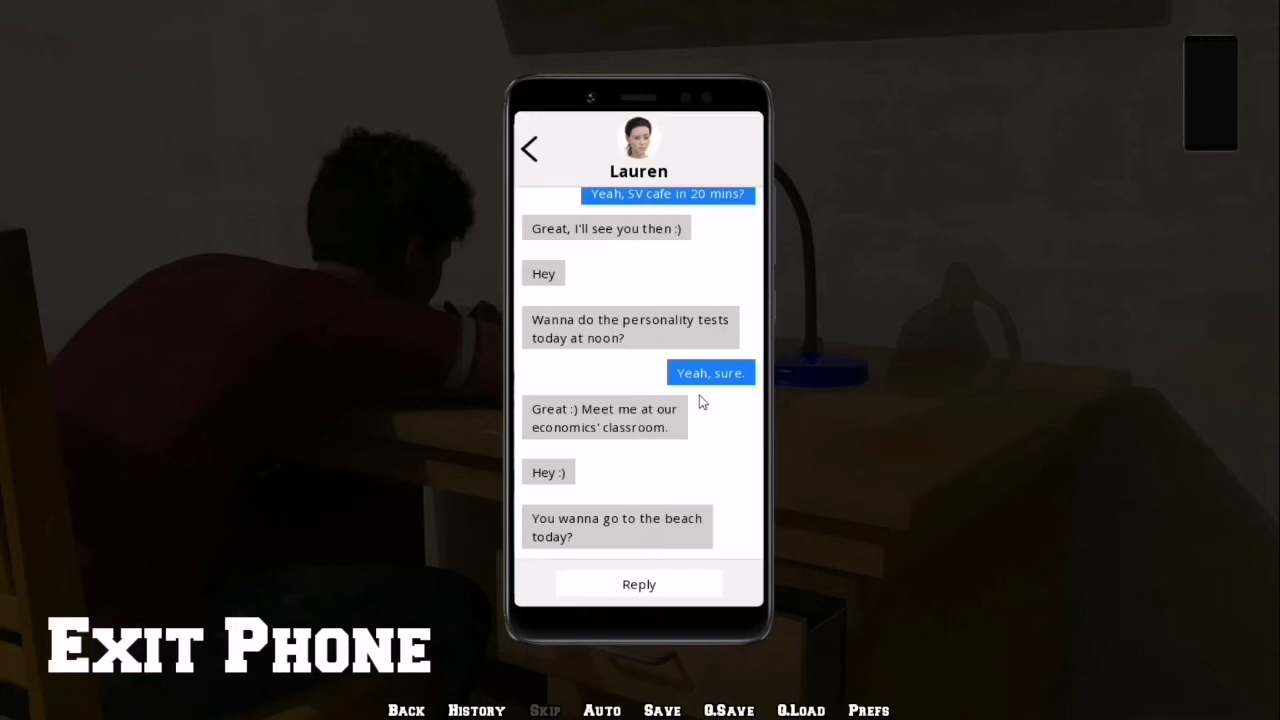 Lauren
Yeah, SV cafe in 20 mins?
Great, I'll see you then :)
Hey
Wanna do the personality tests
today at noon?
Yeah, sure.
Great :) Meet me at our
economics' classroom.
Hey :)
You wanna go to the beach
today?
Reply
Exit Phone
Back History Skip Auto Save Q.Save Q.Load Prefs